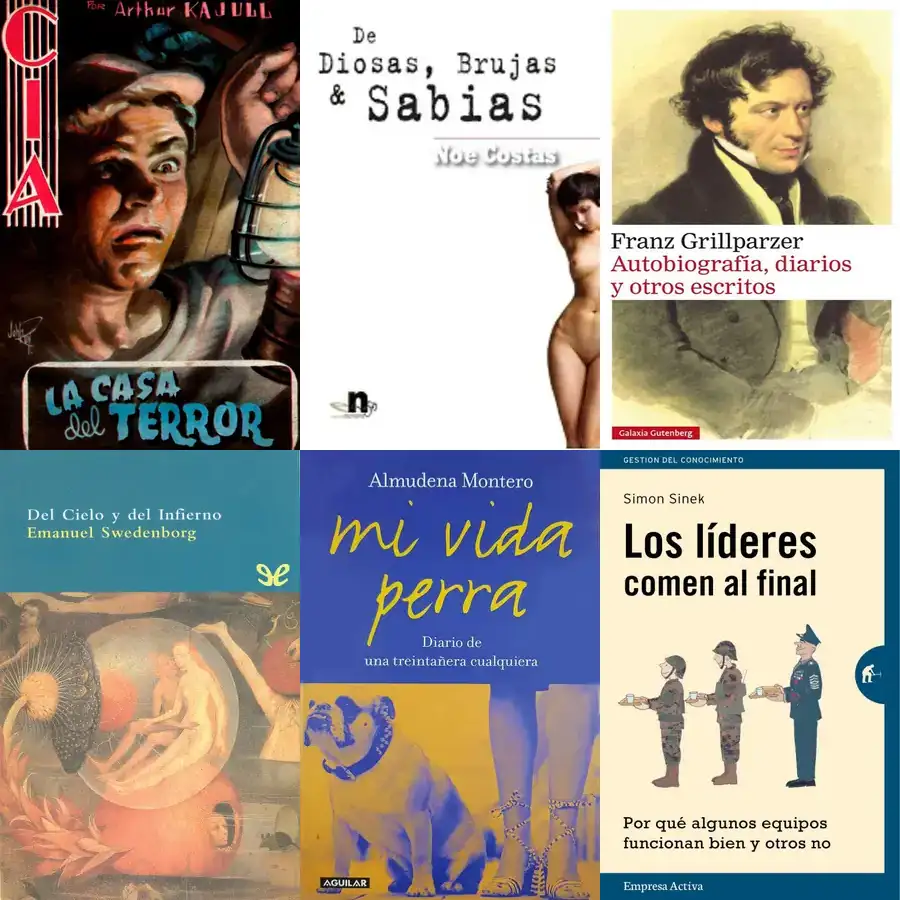 POR: Arthur KAJULL
CIA
LA CASA
del TERROR
De
Diosas, Brujas
& Sabias
Noe Costas
n
Franz Grillparzer
Autobiografía, diarios
y otros escritos
Galaxia Gutenberg
Del Cielo y del Infierno
Emanuel Swedenborg
Almudena Montero
mi vida
perra
Diario de
una treintañera cualquiera
AGUILAR
GESTION DEL CONOCIMIENTO
Simon Sinek
Los líderes
comen al final
Por qué algunos equipos
funcionan bien y otros no
Empresa Activa